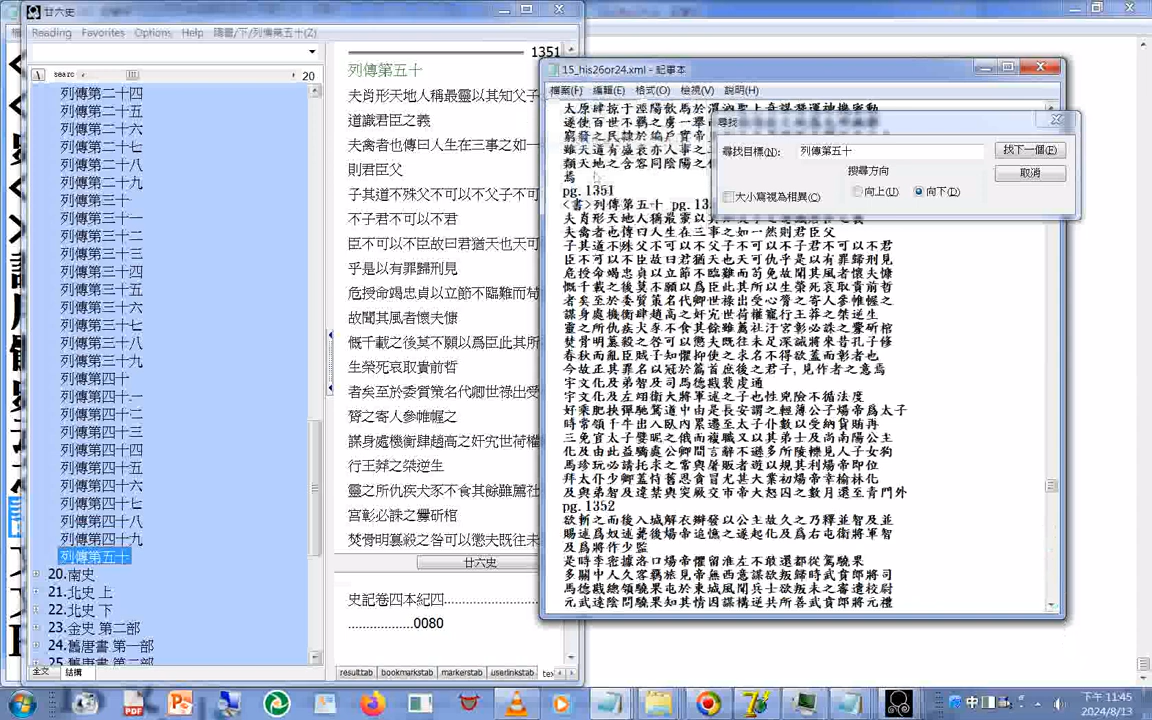 廿六史
Reading Favorites Options Help 隋書/下/列傳第五十(Z)
searc
20
列傳第二十四
列傳第二十五
列傳第二十六
列傳第二十七
列傳第二十八
列傳第二十九
列傳第三十
列傳第三十一
列傳第三十二
列傳第三十三
列傳第三十四
列傳第三十五
列傳第三十六
列傳第三十七
列傳第三十八
列傳第三十九
列傳第四十
列傳第四十一
列傳第四十二
列傳第四十三
列傳第四十四
列傳第四十五
列傳第四十六
列傳第四十七
列傳第四十八
列傳第四十九
列傳第五十
20.南史
21.北史 上
22.北史 下
23.金史 第二部
24.舊唐書 第一部
25.舊唐書 第二部
全文 結構
1351
列傳第五十
夫肖形天地人稱最靈以其知父子
道識君臣之義
夫禽者也傳曰人生在三事之如一
則君臣父
子其道不殊父不可以不父子不可
不子君不可以不君
臣不可以不臣故曰君猶天也天可
乎是以有罪歸刑見
危授命竭忠貞以立節不臨難而苟
故聞其風者懷夫慷
慨千載之後莫不願以爲臣此其所
生榮死哀取貴前哲
者矣至於委質策名代卿世祿出受
膂之寄人參帷幄之
謀身處機衡肆趙高之奸宄世荷權
行王莽之桀逆生
靈之所仇疾犬豕不食其餘雖薦社
宮彰必誅之釁斫棺
焚骨明篡殺之咎可以懲夫既往未
廿六史
史記卷四本紀四....................
................0080
resulttab bookmarkstab markerstab userlinkstab
15_his26or24.xml - 記事本
檔案(F) 編輯(E) 格式(O) 檢視(V) 說明(H)
尋找
尋找目標(N): 列傳第五十 找下一個(F)
搜尋方向 取消
大小寫視為相異(C) 向上(U) 向下(D)
焉
pg.1351
<書>列傳第五十
夫禽者也傳曰人生在三事之如一然則君臣父
子其道不殊父不可以不父子不可以不子君不可以不君
臣不可以不臣故曰君猶天也天可仇乎是以有罪歸刑見
危授命竭忠貞以立節不臨難而苟免故聞其風者懷夫慷
慨千載之後莫不願以爲臣此其所以生榮死哀取貴前哲
者矣至於委質策名代卿世祿出受心膂之寄人參帷幄之
謀身處機衡肆趙高之奸宄世荷權寵行王莽之桀逆生
靈之所仇疾犬豕不食其餘雖薦社汙宮彰必誅之釁斫棺
焚骨明篡殺之咎可以懲夫既往未足深誡將來昔孔子修
春秋而亂臣賊子知懼抑使之求名不得欲蓋而彰者也
今故正其罪名以冠於篇首庶後之君子,見作者之意焉
宇文化及弟智及司馬德戡裴虔通
宇文化及左翊衛大將軍述之子也性兇險不循法度
好乘肥挾彈馳騖道中由是長安謂之輕薄公子煬帝爲太子
時常領千牛出入臥內累遷至太子仆數以受納貨賄再
三免官太子嬖昵之俄而複職又以其弟士及尚南陽公主
化及由此益驕處公卿間言辭不遜多所陵轢見人子女狗
馬珍玩必請托求之常與屠販者遊以規其利煬帝即位
拜太仆少卿蓋恃舊恩貪冒尤甚大業初煬帝幸榆林化
及與弟智及違禁與突厥交市帝大怒囚之數月還至青門外
pg.1352
欲斬之而後入城解衣辮發以公主故久之乃釋並智及並
賜述爲奴述薨後煬帝追憶之遂起化及爲右屯衛將軍智
及爲將作少監
是時李密據洛口煬帝懼留淮左不敢還都從駕驍果
多關中人久客羈旅見帝無西意謀欲叛歸時武賁郎將司
馬德戡總領驍果屯於東城風聞兵士欲叛未之審遣校尉
元武達陰問驍果知其情因謀構逆共所善武賁郎將元禮
下午 11:45
2024/8/13